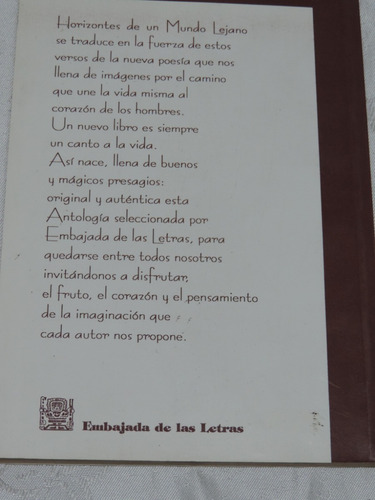 Horizontes de un Mundo Lejano
se traduce en la fuerza de estos
versos de la nueva poesía que nos
llena de imágenes por el camino
que une la vida misma al
corazón de los hombres.
Un nuevo libro es siempre
un canto a la vida.
Así nace, llena de buenos
y mágicos presagios:
original y auténtica esta
Antología seleccionada por
Embajada de las Letras, para
quedarse entre todos nosotros
invitándonos a disfrutar,
el fruto, el corazón y el pensamiento
de la imaginación que
cada autor nos propone.
Embajada de las Letras